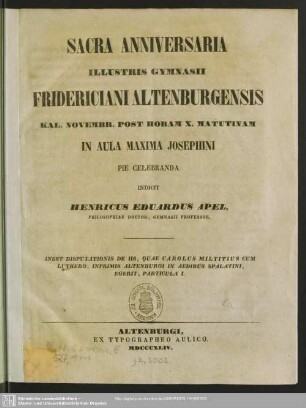 SACRA ANNIVERSARIA
ILLUSTRIS GYMNASII
FRIDERICIANI ALTENBURGENSIS
KAL. NOVEMBR. POST HORAM X. MATUTINAM
IN AULA MAXIMA JOSEPHINI
PIE CELEBRANDA
INDICIT
HENRICUS EDUARDUS APEL,
PHILOSOPHIAE DOCTOR, GYMNASII PROFESSOR.
INEST DISPUTATIONIS DE IIS, QUAE CAROLUS MILTITIUS CUM
LUTHERO, INPRIMIS ALTENBURGI IN AEDIBUS SPALATINI,
EGERIT, PARTICULA I.
ALTENBURGI,
EX TYPOGRAPHEO AULICO.
MDCCCXLIV.